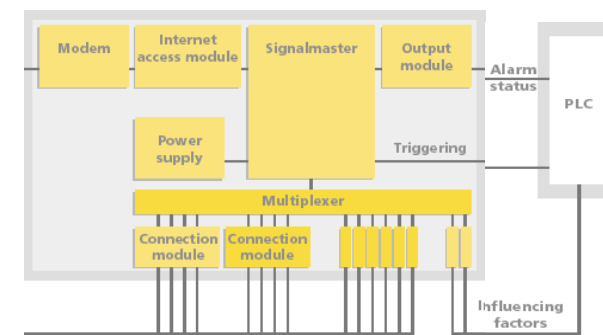 Modem
Internet
access module
Signalmaster
Output
module
Alarm
status
PLC
Power
supply
Triggering
Multiplexer
Connection
module
Connection
module
Influencing
factors